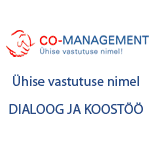 CO-MANAGEMENT
Ühise vastutuse nimel!
Ühise vastutuse nimel
DIALOOG JA KOOSTÖÖ